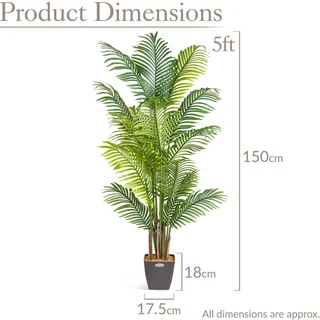 Product Dimensions
5ft
150cm
18cm
17.5cm
All dimensions are approx.